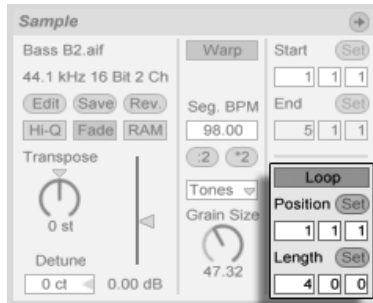 Sample
Bass B2.aif
44.1 kHz 16 Bit 2 Ch
Edit Save Rev.
Hi-Q Fade RAM
Transpose
0 st
Detune
0 ct 0.00 dB
Warp
Seg. BPM
98.00
:2 *2
Tones
Grain Size
47.32
Start Set
1 1 1
End Set
5 1 1
Loop
Position Set
1 1 1
Length Set
4 0 0